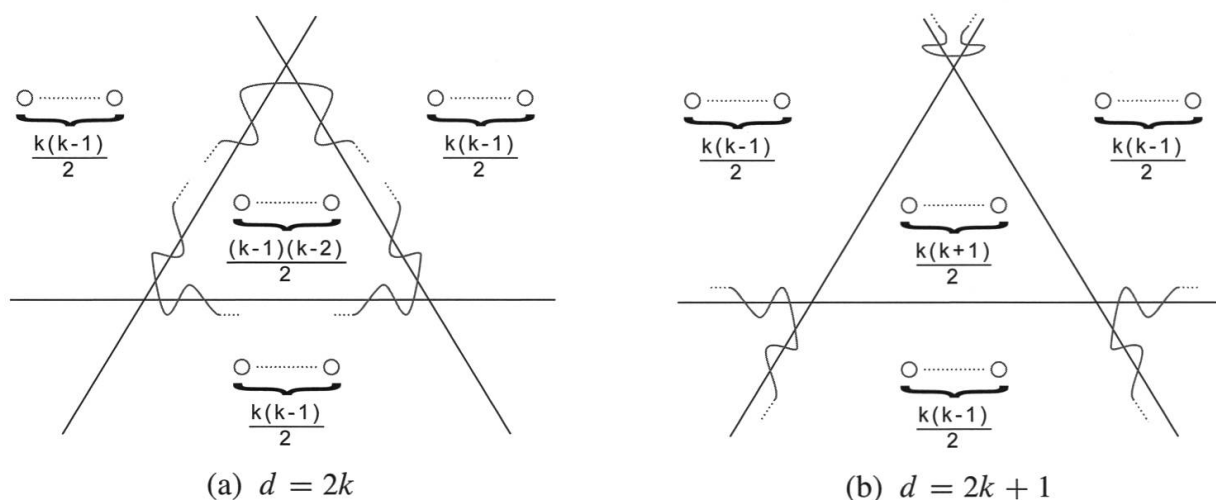 k(k-1)
2
k(k-1)
2
(k-1)(k-2)
2
k(k-1)
2
(a) d = 2k
k(k-1)
2
k(k-1)
2
k(k+1)
2
k(k-1)
2
(b) d = 2k + 1